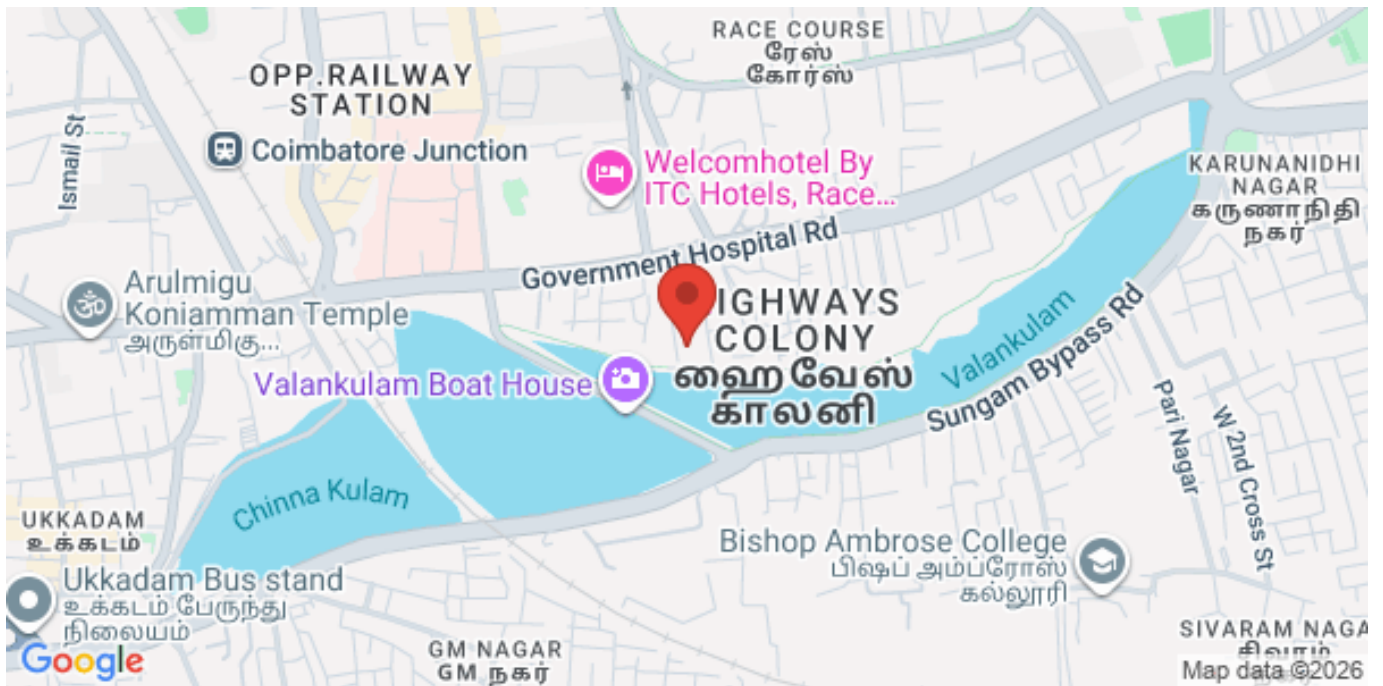 RACE COURSE
ரேஸ்
கோர்ஸ்
OPP.RAILWAY
STATION
Ismail St
Coimbatore Junction
Welcomhotel By
ITC Hotels, Race...
KARUNANIDHI
NAGAR
கருணாநிதி
நகர்
Government Hospital Rd
Arulmigu
Koniamman Temple
அருள்மிகு...
IGHWAYS
COLONY
ஹைவேஸ்
காலனி
Valankulam
Sungam Bypass Rd
Valankulam Boat House
Pari Nagar
W 2nd Cross St
Chinna Kulam
UKKADAM
உக்கடம்
Bishop Ambrose College
பிஷப் அம்ப்ரோஸ்
கல்லூரி
Ukkadam Bus stand
உக்கடம் பேருந்து
நிலையம்
GM NAGAR
GM நகர்
SIVARAM NAGA
சிவராம்
Google
Map data ©2026